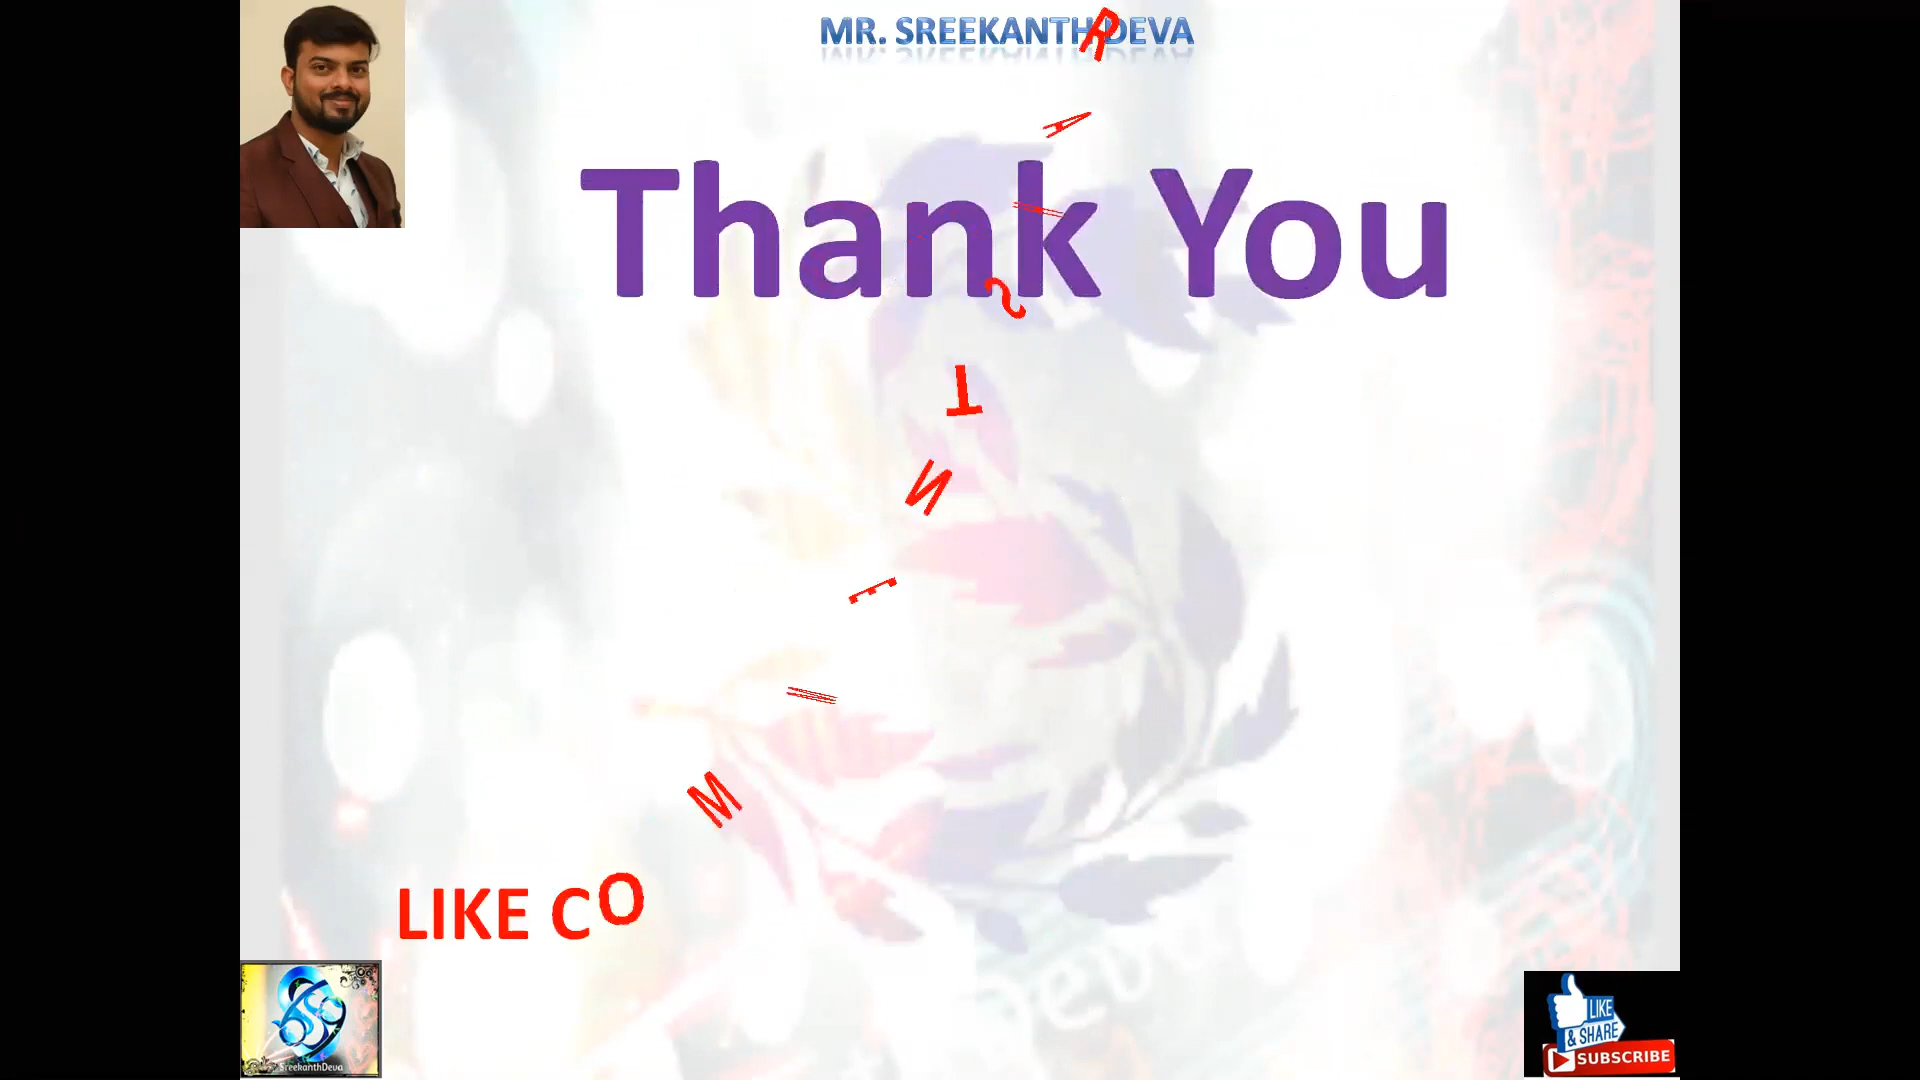 MR. SREEKANTH DEVA
Thank You
LIKE CO
M
N
T
S
A
R
SreekanthDeva
LIKE
& SHARE
SUBSCRIBE